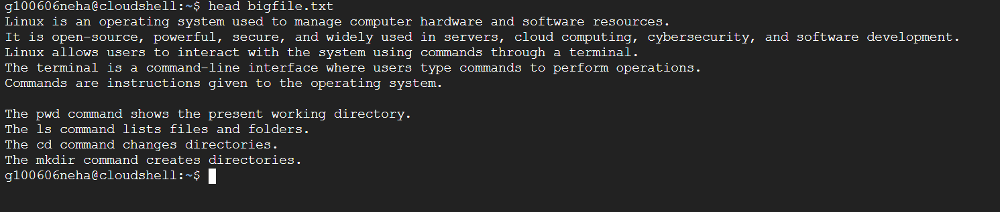 g100606neha@cloudshell:~$ head bigfile.txt
Linux is an operating system used to manage computer hardware and software resources.
It is open-source, powerful, secure, and widely used in servers, cloud computing, cybersecurity, and software development.
Linux allows users to interact with the system using commands through a terminal.
The terminal is a command-line interface where users type commands to perform operations.
Commands are instructions given to the operating system.

The pwd command shows the present working directory.
The ls command lists files and folders.
The cd command changes directories.
The mkdir command creates directories.
g100606neha@cloudshell:~$